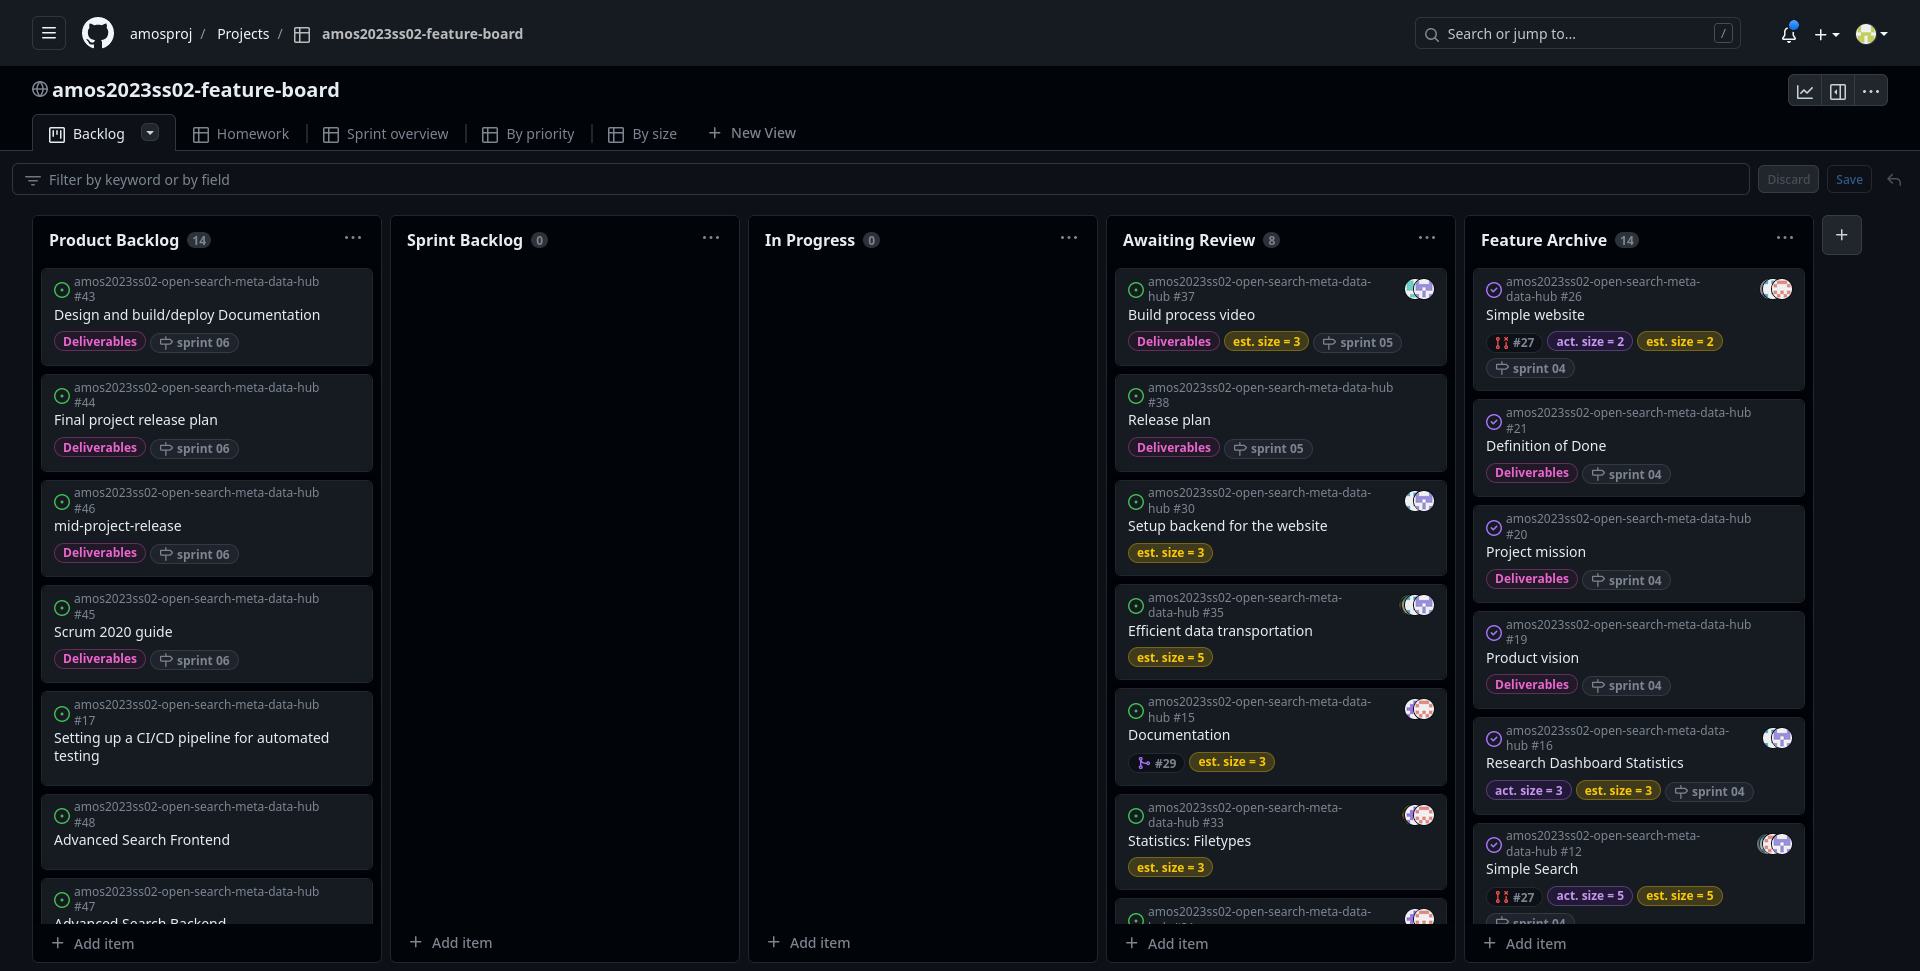 amosproj / Projects / amos2023ss02-feature-board
Search or jump to...
/
amos2023ss02-feature-board
Backlog
Homework
Sprint overview
By priority
By size
New View
Filter by keyword or by field
Discard
Save
Product Backlog 14
amos2023ss02-open-search-meta-data-hub
#43
Design and build/deploy Documentation
Deliverables sprint 06
amos2023ss02-open-search-meta-data-hub
#44
Final project release plan
Deliverables sprint 06
amos2023ss02-open-search-meta-data-hub
#46
mid-project-release
Deliverables sprint 06
amos2023ss02-open-search-meta-data-hub
#45
Scrum 2020 guide
Deliverables sprint 06
amos2023ss02-open-search-meta-data-hub
#17
Setting up a CI/CD pipeline for automated
testing
amos2023ss02-open-search-meta-data-hub
#48
Advanced Search Frontend
amos2023ss02-open-search-meta-data-hub
#47
Advanced Search Backend
+ Add item
Sprint Backlog 0
+ Add item
In Progress 0
+ Add item
Awaiting Review 8
amos2023ss02-open-search-meta-data-
hub #37
Build process video
Deliverables est. size = 3 sprint 05
amos2023ss02-open-search-meta-data-hub
#38
Release plan
Deliverables sprint 05
amos2023ss02-open-search-meta-data-
hub #30
Setup backend for the website
est. size = 3
amos2023ss02-open-search-meta-
data-hub #35
Efficient data transportation
est. size = 5
amos2023ss02-open-search-meta-data-
hub #15
Documentation
#29 est. size = 3
amos2023ss02-open-search-meta-
data-hub #33
Statistics: Filetypes
est. size = 3
amos2023ss02-open-search-meta-data-
+ Add item
Feature Archive 14
amos2023ss02-open-search-meta-
data-hub #26
Simple website
#27 act. size = 2 est. size = 2
sprint 04
amos2023ss02-open-search-meta-data-hub
#21
Definition of Done
Deliverables sprint 04
amos2023ss02-open-search-meta-data-hub
#20
Project mission
Deliverables sprint 04
amos2023ss02-open-search-meta-data-hub
#19
Product vision
Deliverables sprint 04
amos2023ss02-open-search-meta-data-
hub #16
Research Dashboard Statistics
act. size = 3 est. size = 3 sprint 04
amos2023ss02-open-search-meta-
data-hub #12
Simple Search
#27 act. size = 5 est. size = 5
sprint 04
+ Add item